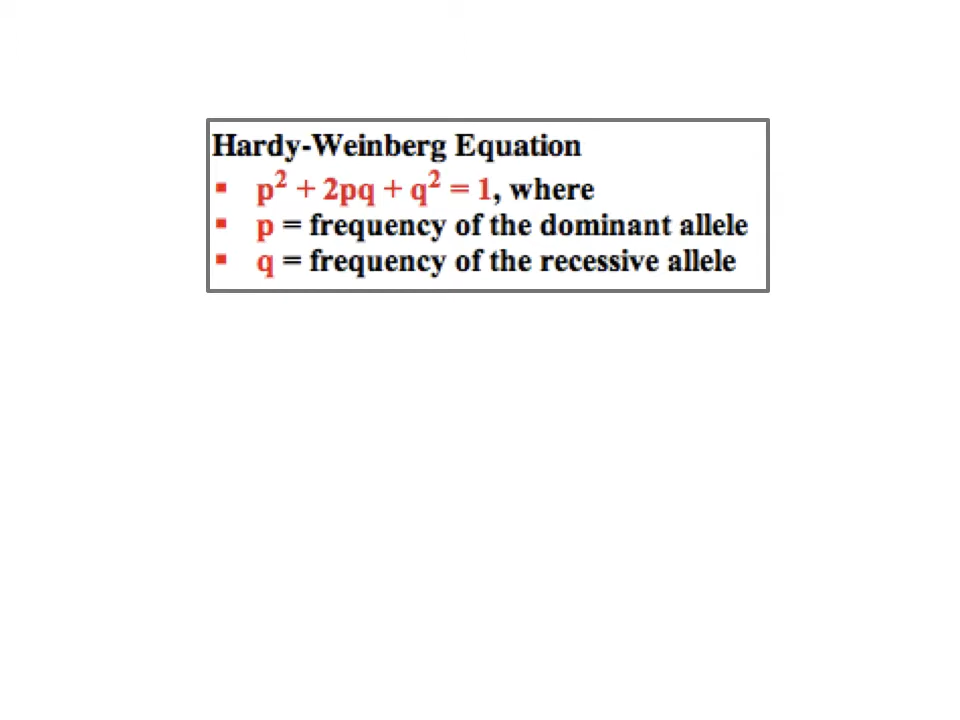 Hardy-Weinberg Equation
▪ p² + 2pq + q² = 1, where
▪ p = frequency of the dominant allele
▪ q = frequency of the recessive allele